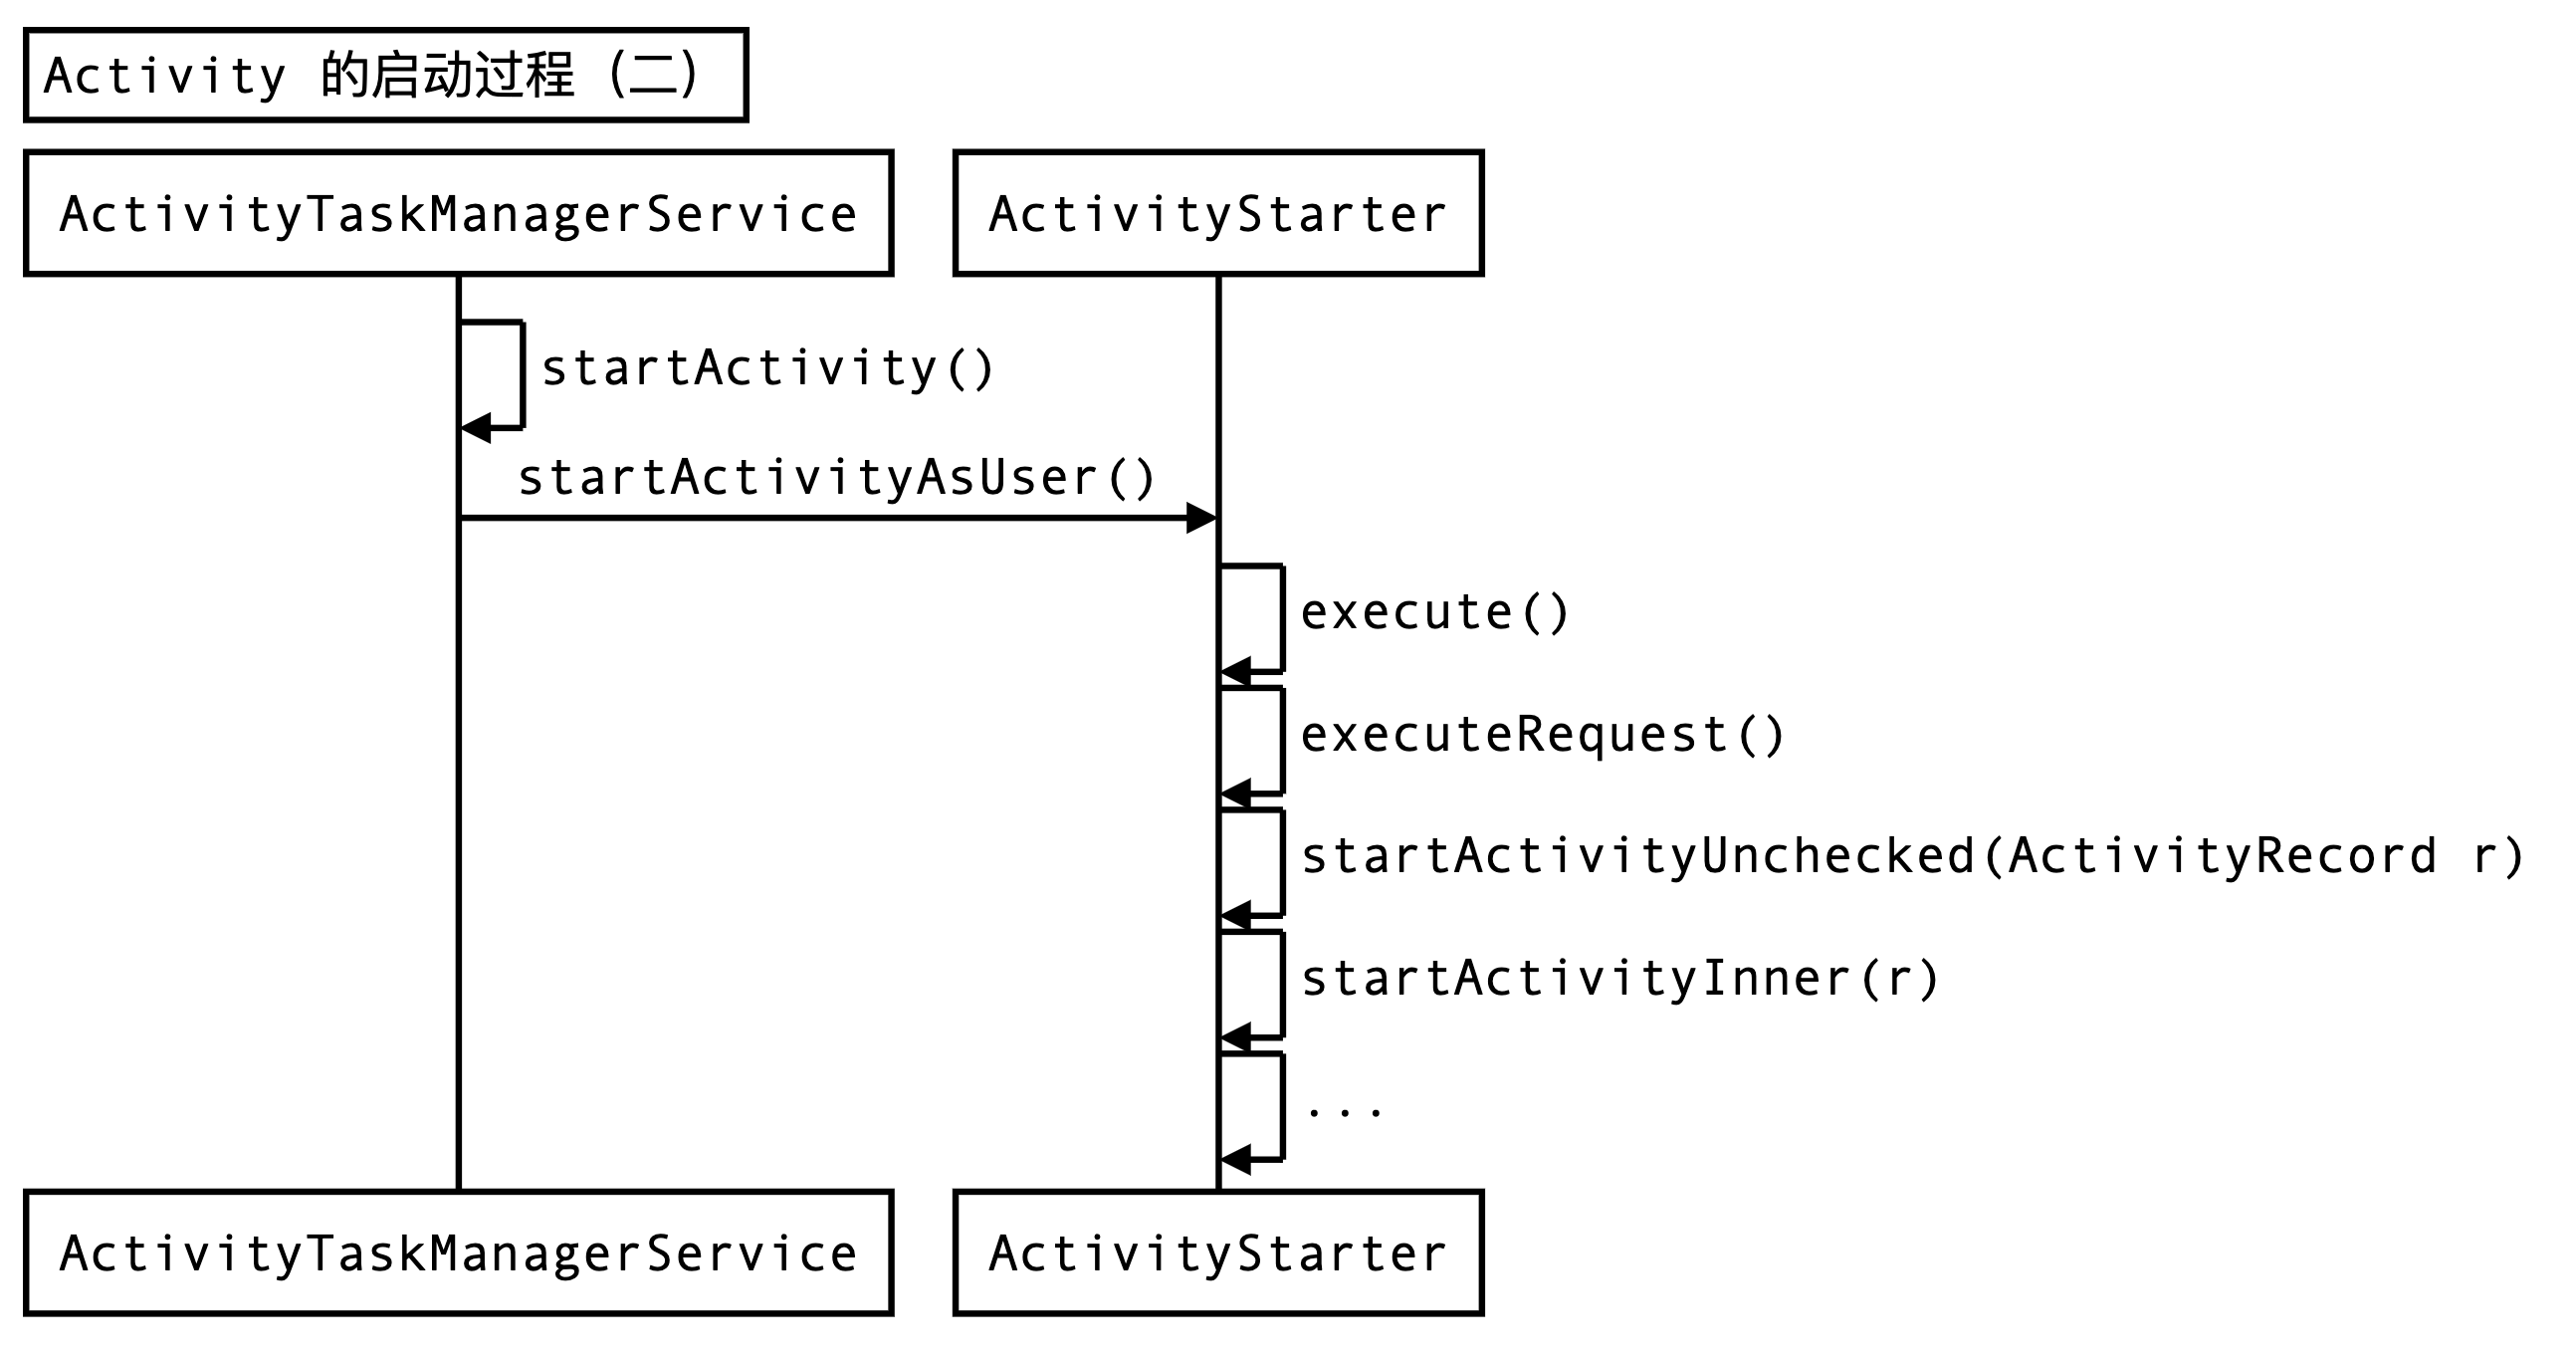 Activity 的启动过程（二）
ActivityTaskManagerService
ActivityStarter
startActivity()
startActivityAsUser()
execute()
executeRequest()
startActivityUnchecked(ActivityRecord r)
startActivityInner(r)
...
ActivityTaskManagerService
ActivityStarter